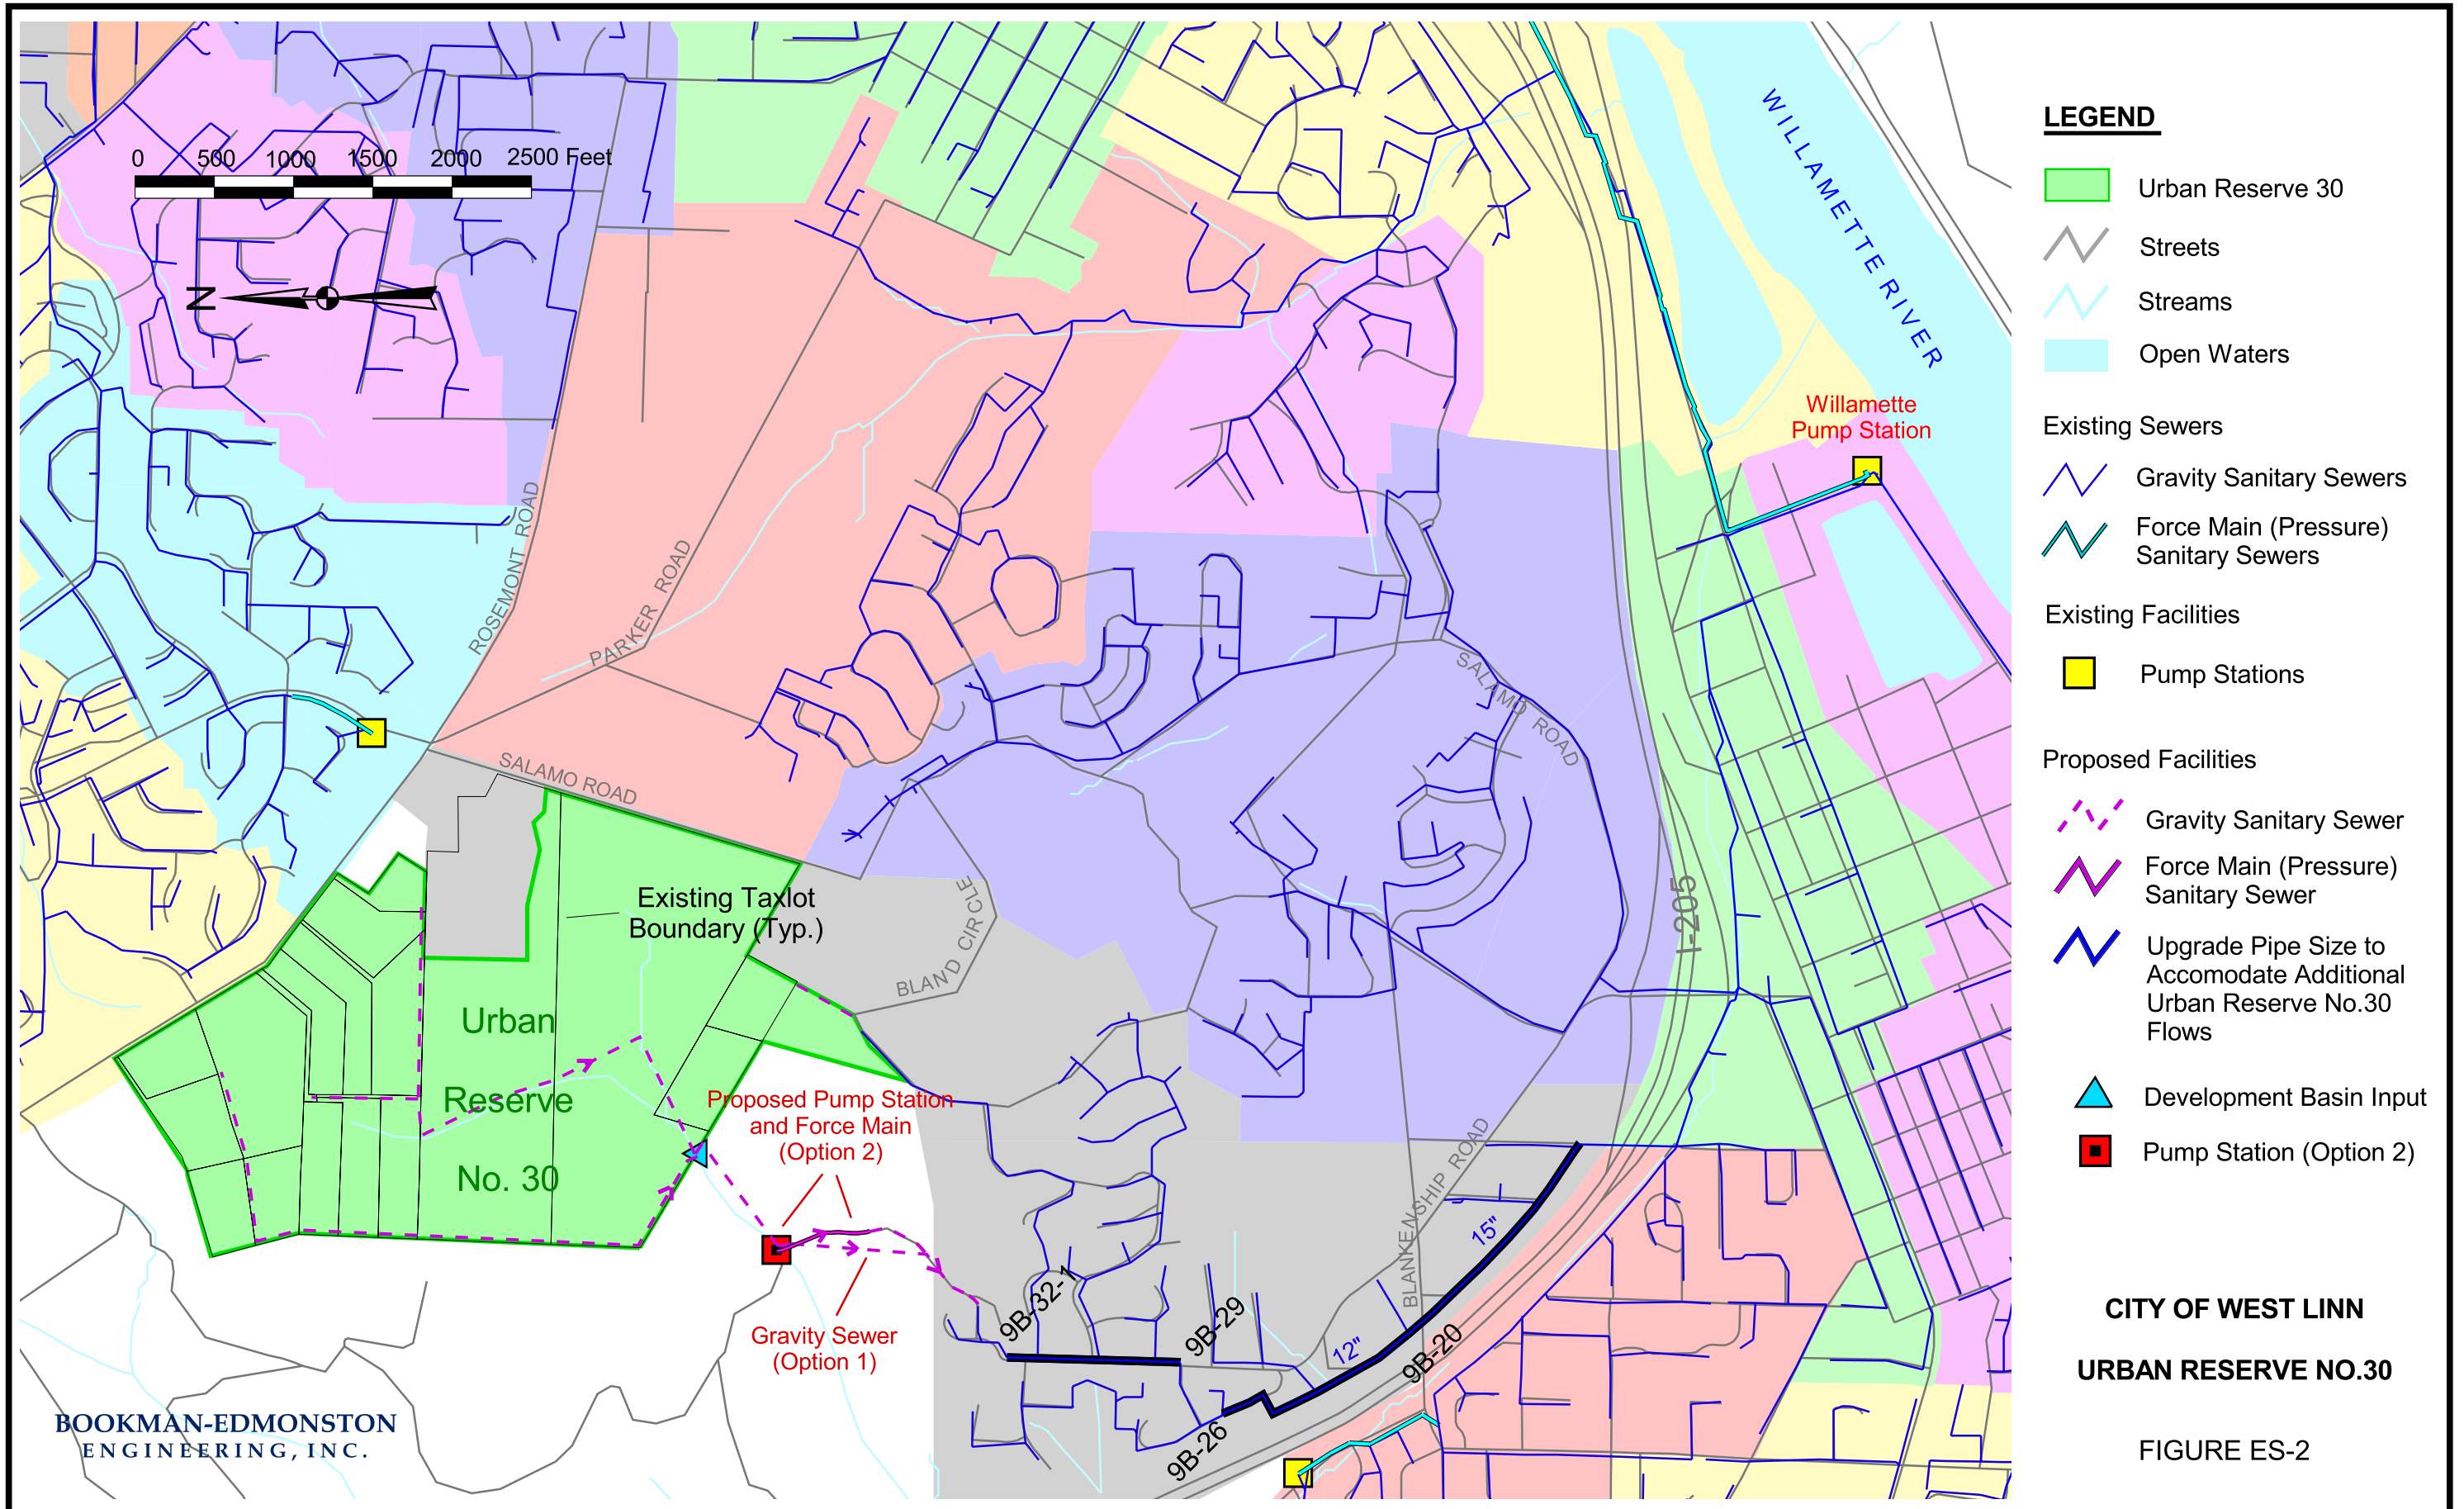 0 500 1000 1500 2000 2500 Feet
N
WILLAMETTE RIVER
Willamette
Pump Station
ROSEMONT ROAD
PARKER ROAD
SALAMO ROAD
SALAMO ROAD
Existing Taxlot
Boundary (Typ.)
BLAND CIRCLE
I-205
Urban
Reserve
No. 30
Proposed Pump Station
and Force Main
(Option 2)
BLANKENSHIP ROAD
15"
12"
9B-32-1
9B-29
9B-20
9B-26
Gravity Sewer
(Option 1)
BOOKMAN-EDMONSTON
ENGINEERING, INC.
LEGEND
Urban Reserve 30
Streets
Streams
Open Waters
Existing Sewers
Gravity Sanitary Sewers
Force Main (Pressure)
Sanitary Sewers
Existing Facilities
Pump Stations
Proposed Facilities
Gravity Sanitary Sewer
Force Main (Pressure)
Sanitary Sewer
Upgrade Pipe Size to
Accomodate Additional
Urban Reserve No.30
Flows
Development Basin Input
Pump Station (Option 2)
CITY OF WEST LINN
URBAN RESERVE NO.30
FIGURE ES-2